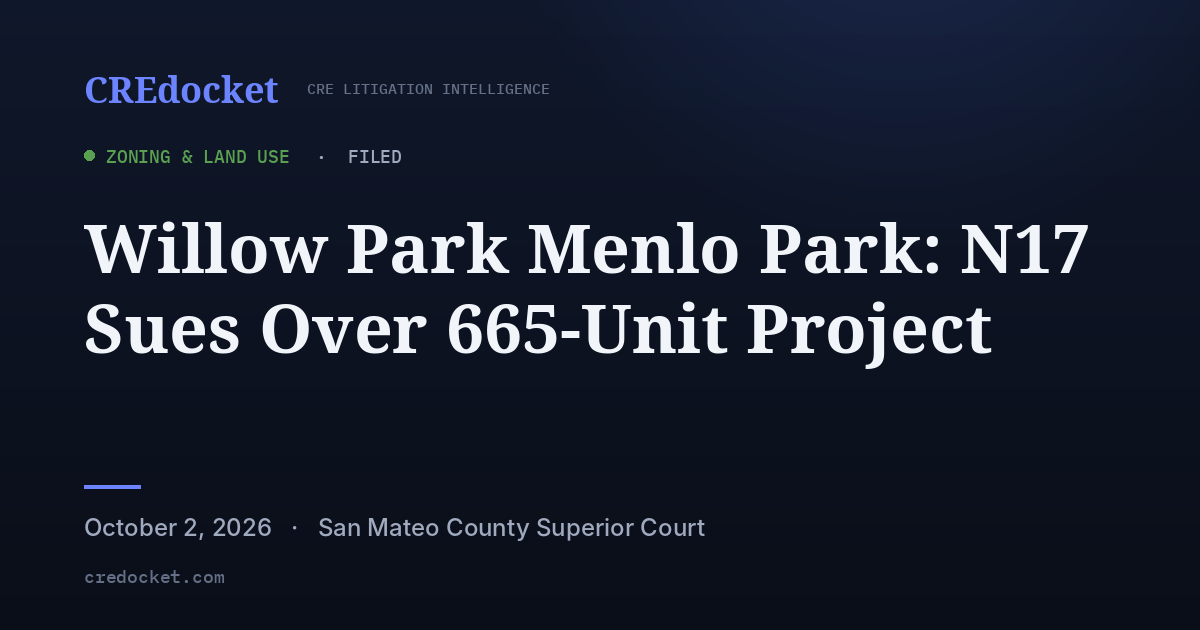 CREdocket CRE LITIGATION INTELLIGENCE
ZONING & LAND USE · FILED
Willow Park Menlo Park: N17
Sues Over 665-Unit Project
October 2, 2026 · San Mateo County Superior Court
credocket.com